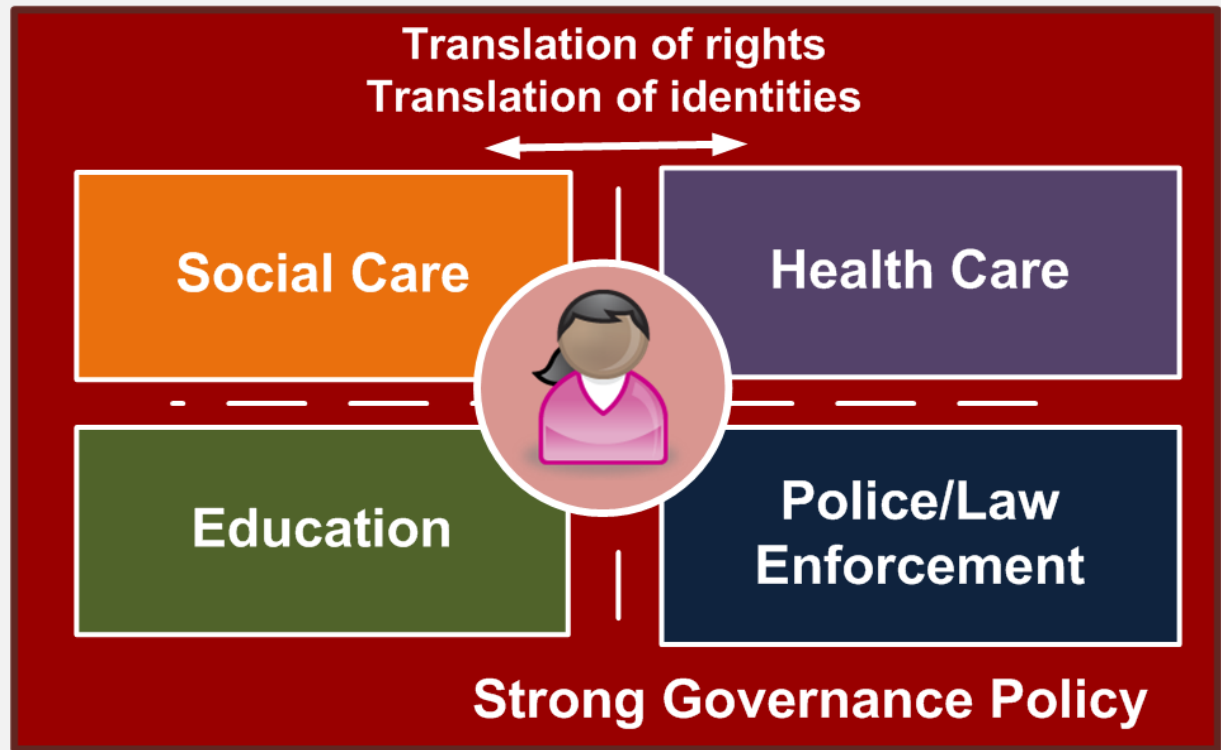 Translation of rights
Translation of identities
Social Care
Health Care
Education
Police/Law
Enforcement
Strong Governance Policy